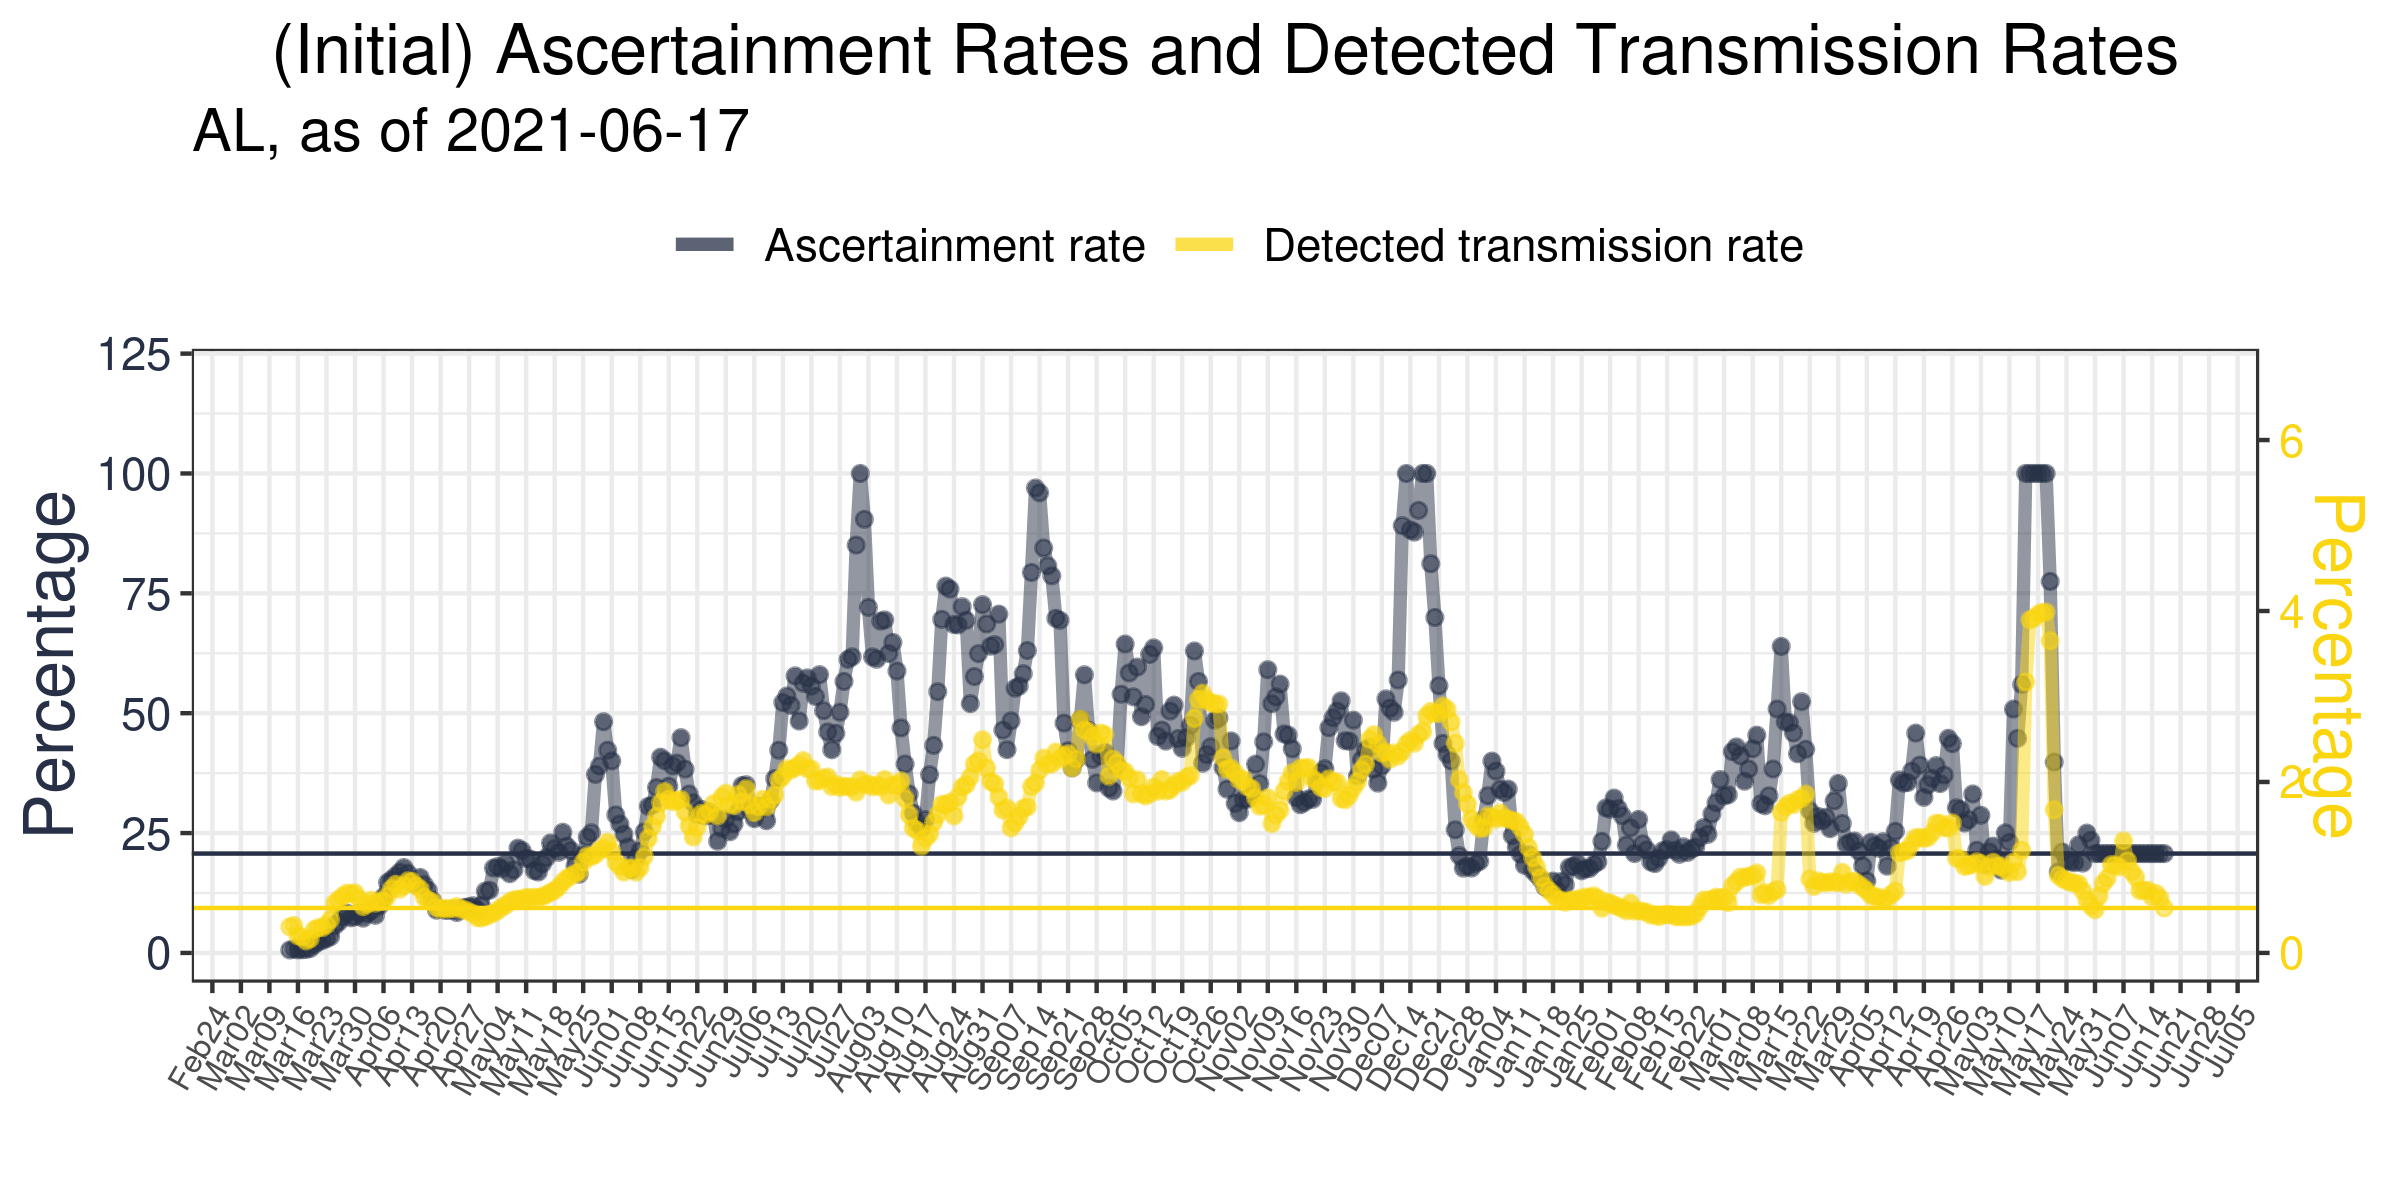 (Initial) Ascertainment Rates and Detected Transmission Rates
AL, as of 2021-06-17
Ascertainment rate
Detected transmission rate
Percentage
125
100
75
50
25
0
6
4
2
0
Percentage
Feb24
Mar02
Mar09
Mar16
Mar23
Mar30
Apr06
Apr13
Apr20
Apr27
May04
May11
May18
May25
Jun01
Jun08
Jun15
Jun22
Jun29
Jul06
Jul13
Jul20
Jul27
Aug03
Aug10
Aug17
Aug24
Aug31
Sep07
Sep14
Sep21
Sep28
Oct05
Oct12
Oct19
Oct26
Nov02
Nov09
Nov16
Nov23
Nov30
Dec07
Dec14
Dec21
Dec28
Jan04
Jan11
Jan18
Jan25
Feb01
Feb08
Feb15
Feb22
Mar01
Mar08
Mar15
Mar22
Mar29
Apr05
Apr12
Apr19
Apr26
May03
May10
May17
May24
May31
Jun07
Jun14
Jun21
Jun28
Jul05